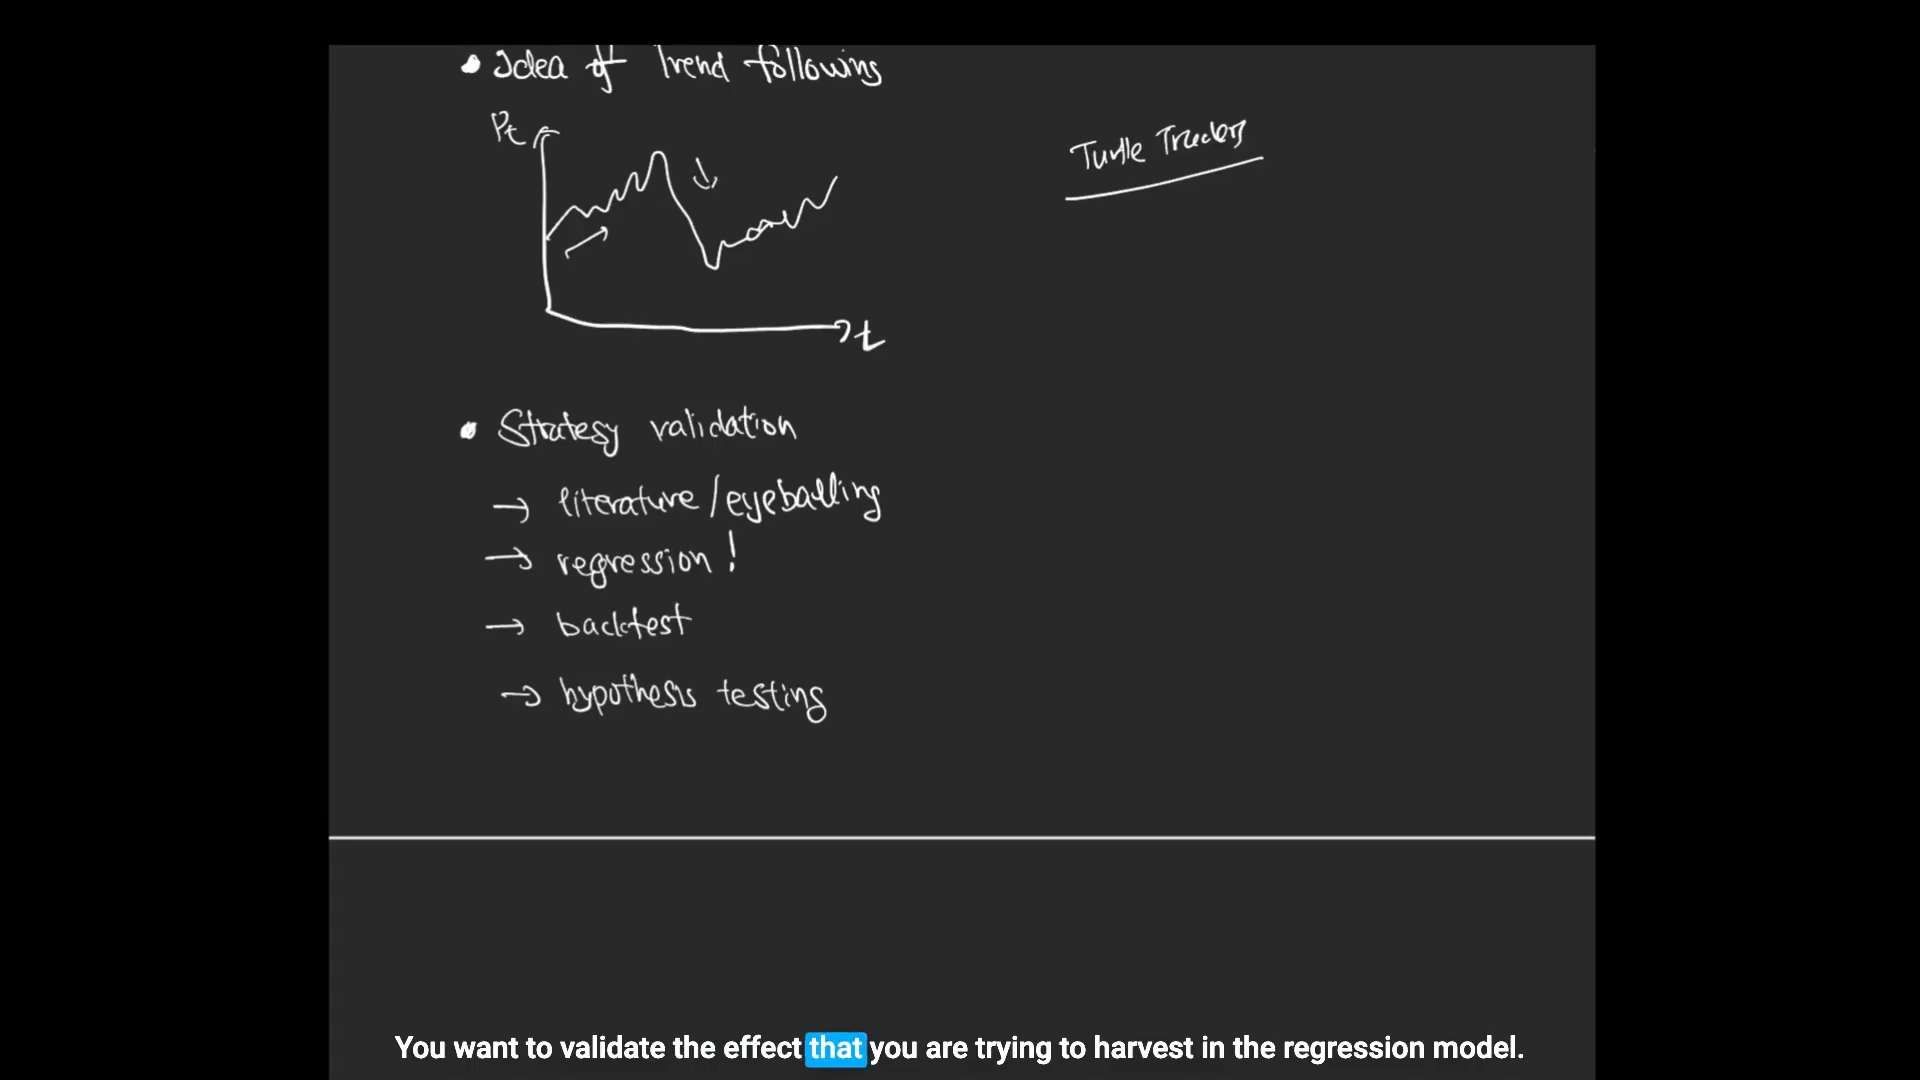 • Idea of Trend following
Pt
Turtle Traders
t
• Strategy validation
→ literature/eyeballing
→ regression!
→ backtest
→ hypothesis testing
You want to validate the effect that you are trying to harvest in the regression model.